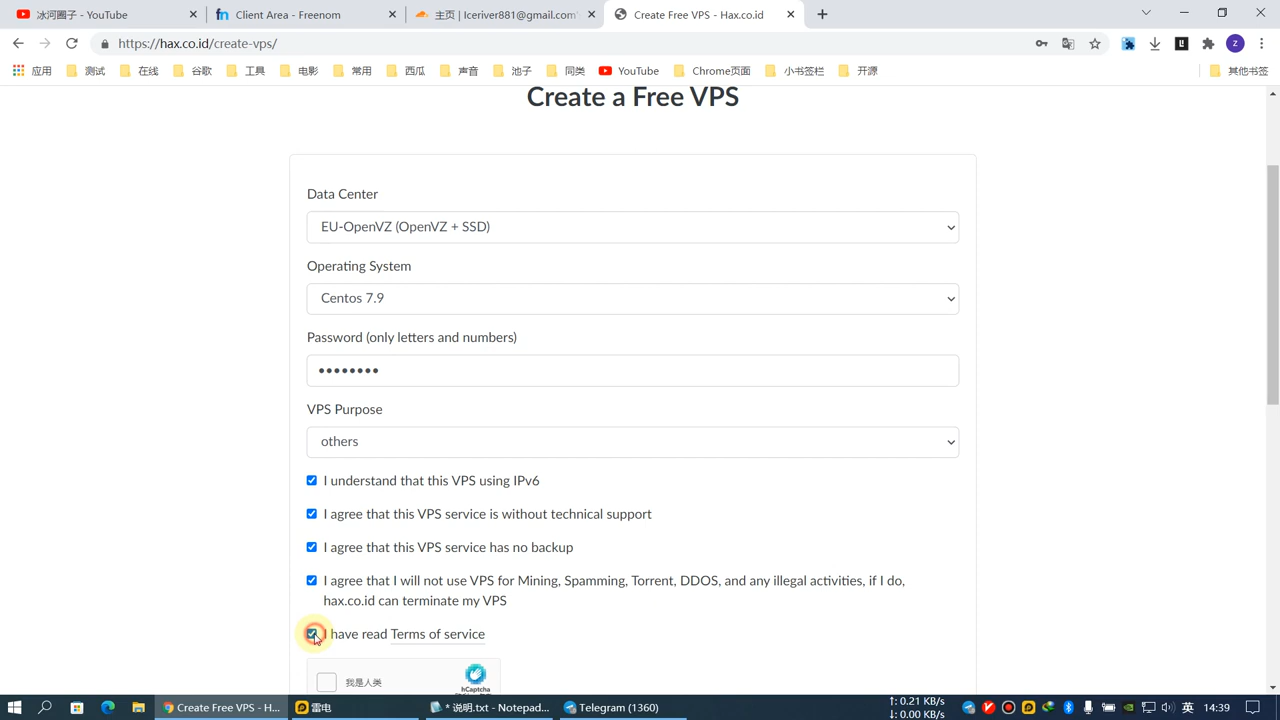 冰河圈子 - YouTube
fn Client Area - Freenom
主页 | Iceriver881@gmail.com'
Create Free VPS - Hax.co.id
https://hax.co.id/create-vps/
应用 测试 在线 谷歌 工具 电影 常用 西瓜 声音 池子 同类 YouTube Chrome页面 小书签栏 开源 其他书签
Create a Free VPS
Data Center
EU-OpenVZ (OpenVZ + SSD)
Operating System
Centos 7.9
Password (only letters and numbers)
••••••••
VPS Purpose
others
I understand that this VPS using IPv6
I agree that this VPS service is without technical support
I agree that this VPS service has no backup
I agree that I will not use VPS for Mining, Spamming, Torrent, DDOS, and any illegal activities, if I do,
hax.co.id can terminate my VPS
I have read Terms of service
我是人类
hCaptcha
Create Free VPS - H...
雷电
* 说明.txt - Notepad...
Telegram (1360)
↑: 0.21 KB/s
↓: 0.00 KB/s
英
14:39